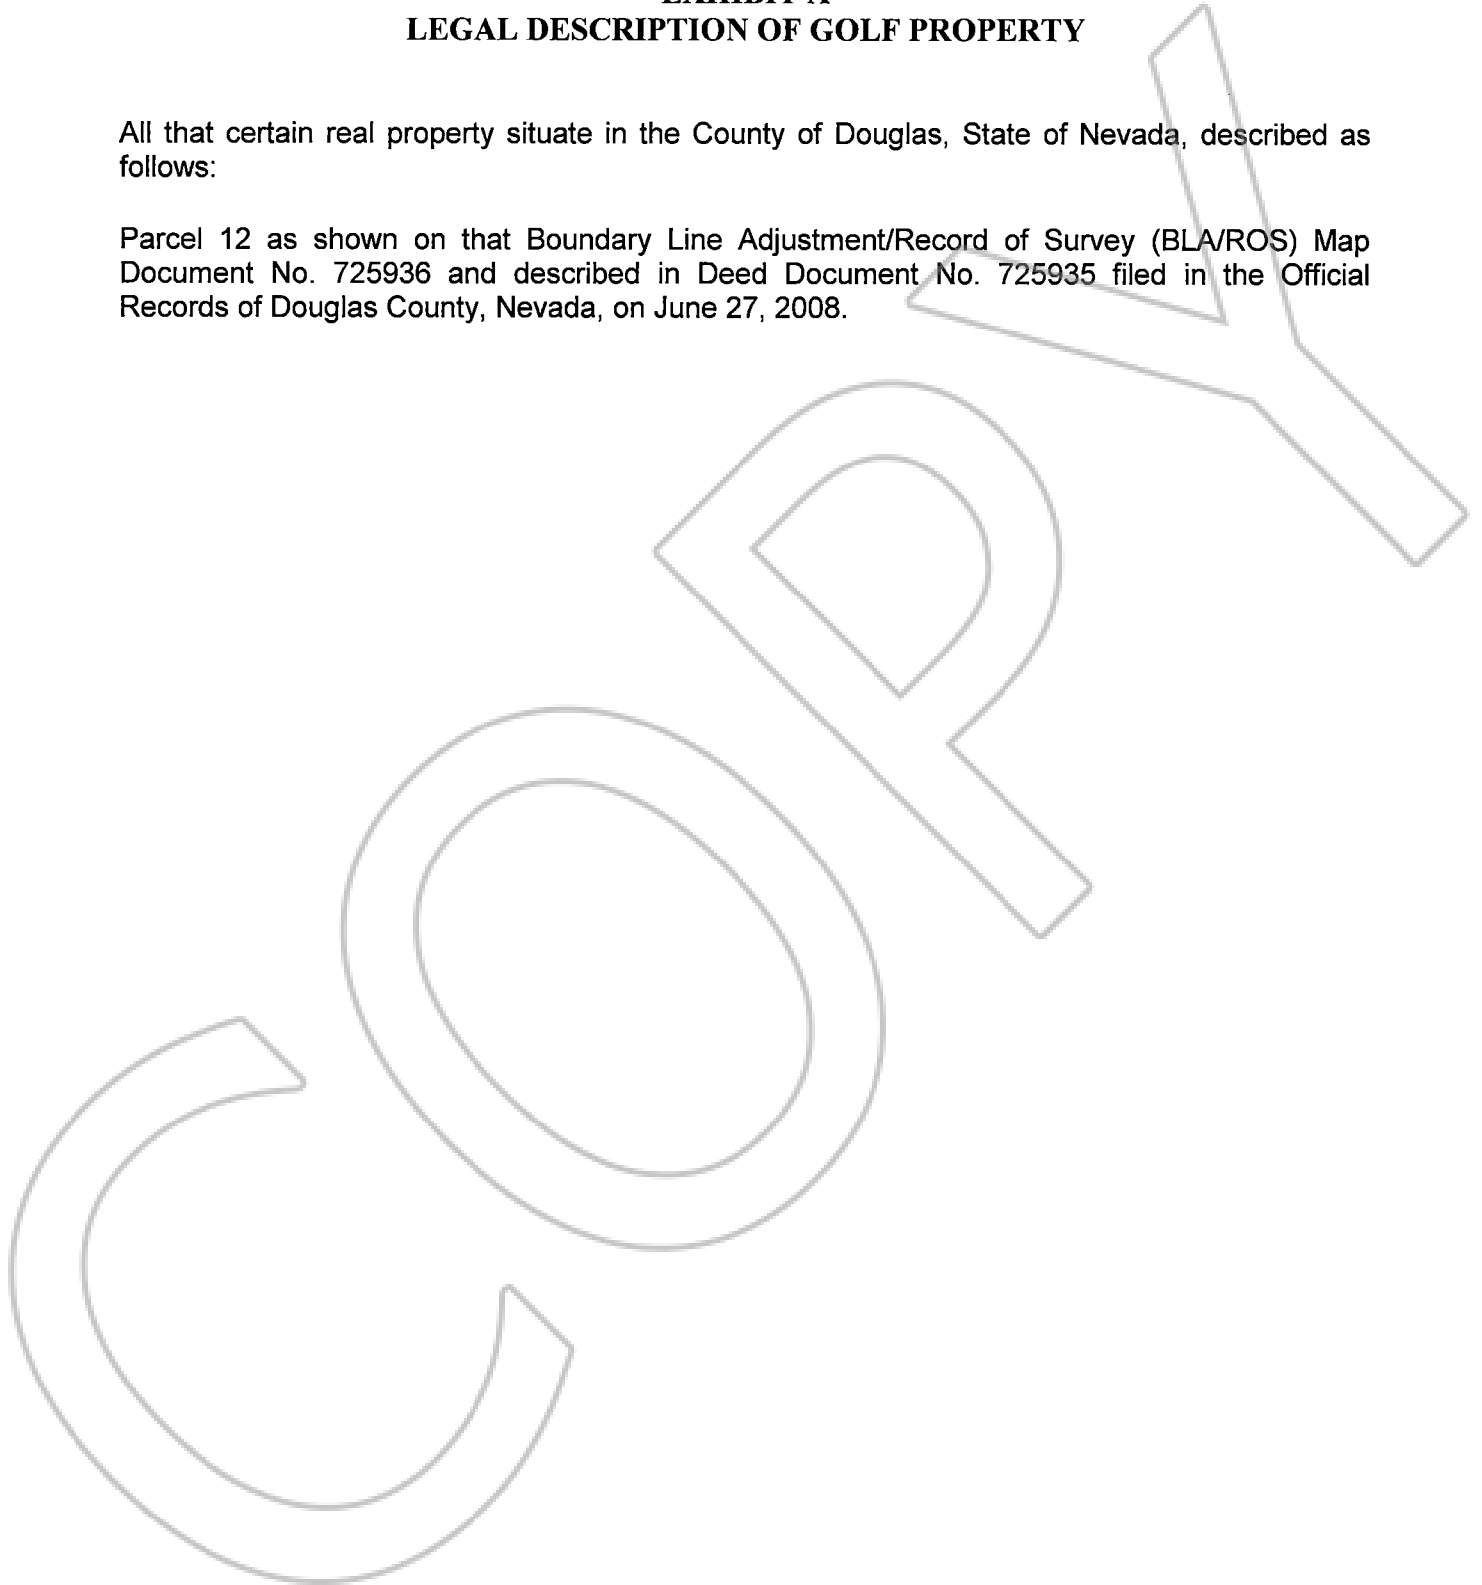 EXHIBIT A
LEGAL DESCRIPTION OF GOLF PROPERTY
All that certain real property situate in the County of Douglas, State of Nevada, described as
follows:
Parcel 12 as shown on that Boundary Line Adjustment/Record of Survey (BLA/ROS) Map
Document No. 725936 and described in Deed Document No. 725935 filed in the Official
Records of Douglas County, Nevada, on June 27, 2008.
COPY